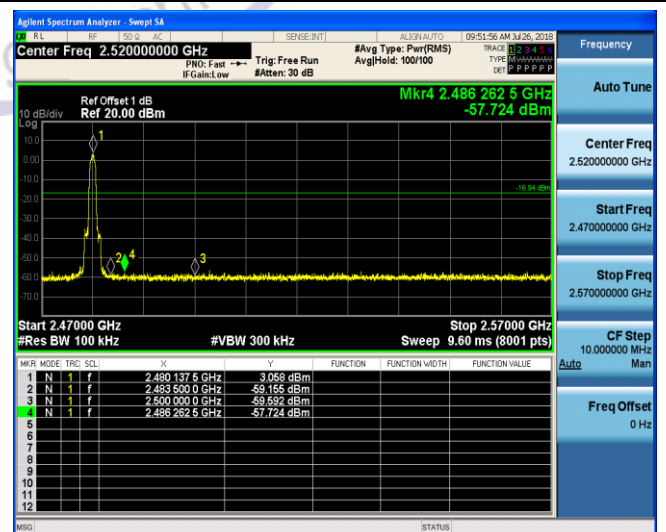 Agilent Spectrum Analyzer - Swept SA
LXI RL RF 50 Ω AC SENSE:INT ALIGN AUTO 09:51:56 AM Jul 26, 2018
Center Freq 2.520000000 GHz
PNO: Fast
IFGain:Low
Trig: Free Run
#Atten: 30 dB
#Avg Type: Pwr(RMS)
Avg|Hold: 100/100
TRACE 1 2 3 4 5 6
TYPE M
DET P P P P P P
Frequency
Auto Tune
Center Freq
2.520000000 GHz
Start Freq
2.470000000 GHz
Stop Freq
2.570000000 GHz
CF Step
10.000000 MHz
Auto Man
Freq Offset
0 Hz
Mkr4 2.486 262 5 GHz
-57.724 dBm
Ref Offset 1 dB
10 dB/div Ref 20.00 dBm
Log
10.0
0.00
-10.0
-20.0
-30.0
-40.0
-50.0
-60.0
-70.0
1
2
4
3
-16.94 dBm
Start 2.47000 GHz Stop 2.57000 GHz
#Res BW 100 kHz #VBW 300 kHz Sweep 9.60 ms (8001 pts)
MKR MODE TRC SCL X Y FUNCTION FUNCTION WIDTH FUNCTION VALUE
1 N 1 f 2.480 137 5 GHz 3.058 dBm
2 N 1 f 2.483 500 0 GHz -59.155 dBm
3 N 1 f 2.500 000 0 GHz -59.592 dBm
4 N 1 f 2.486 262 5 GHz -57.724 dBm
5
6
7
8
9
10
11
12
MSG STATUS